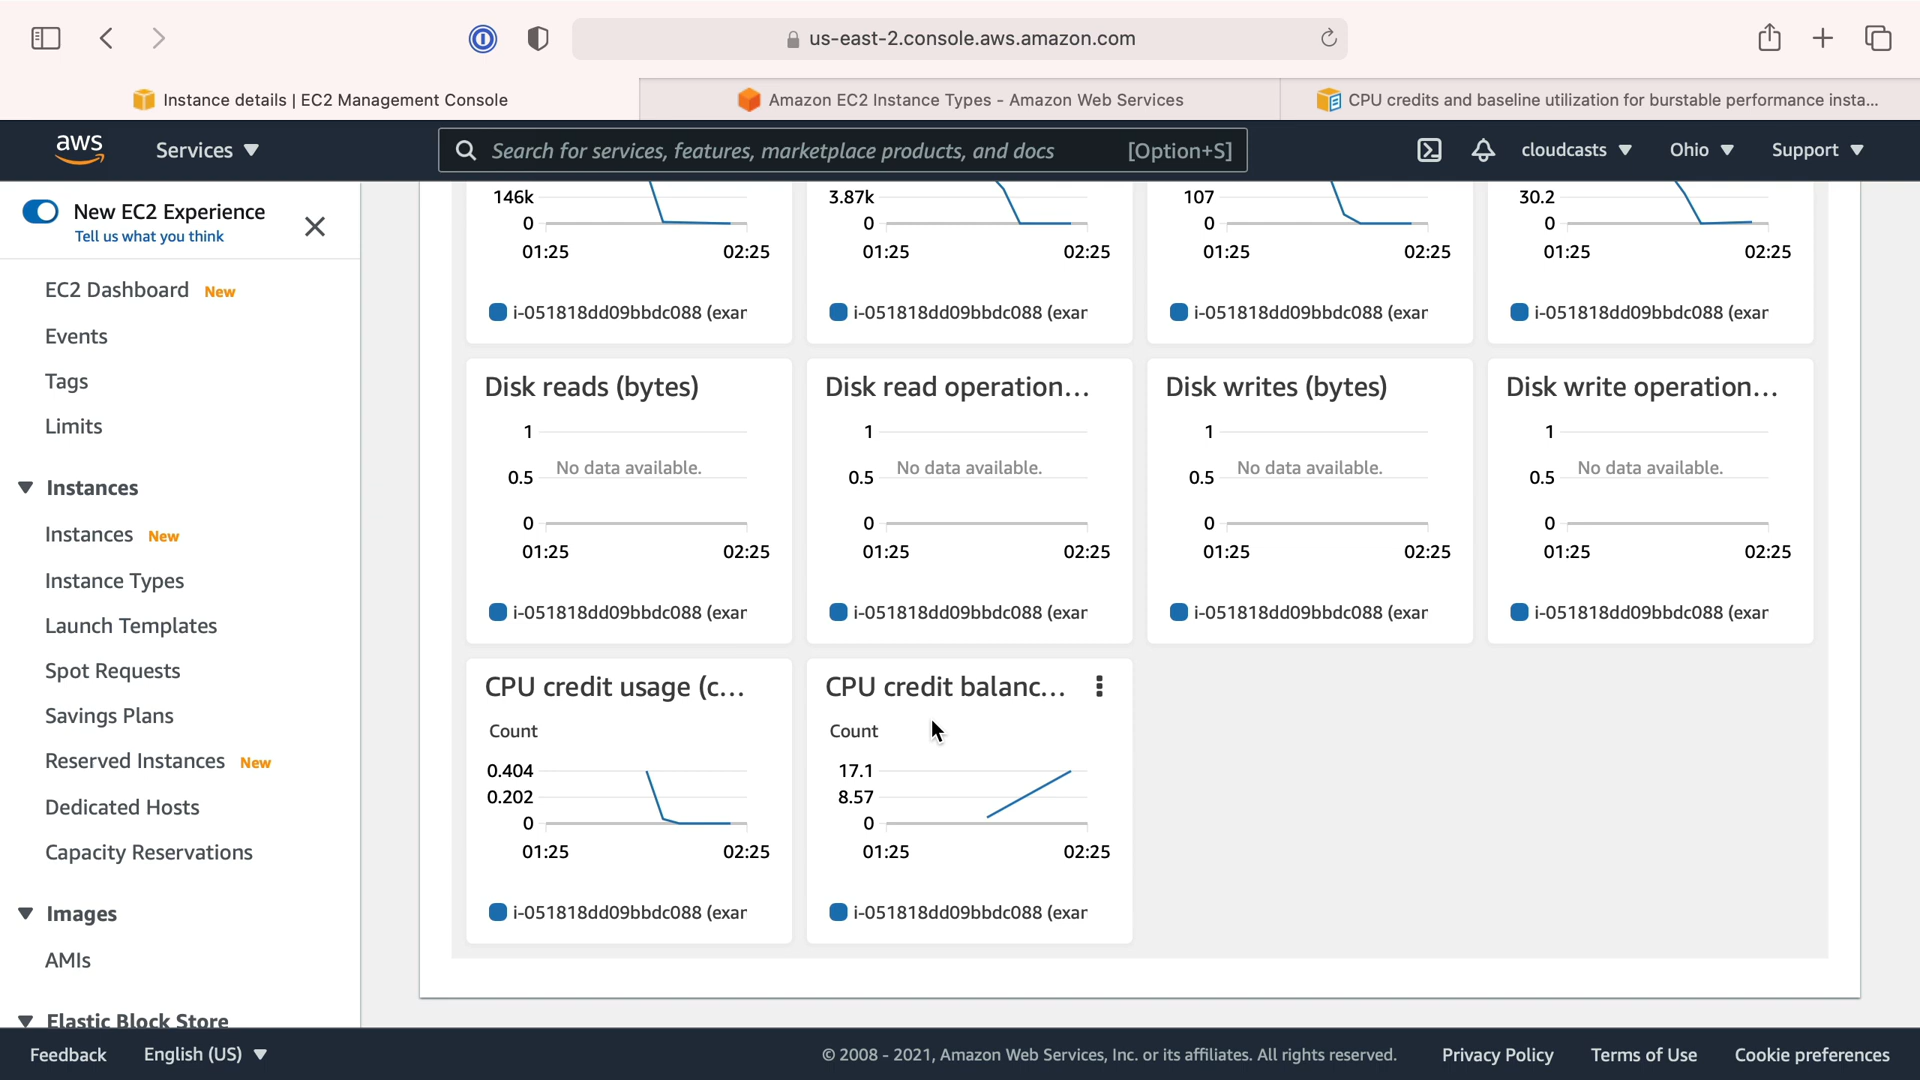 us-east-2.console.aws.amazon.com
Instance details | EC2 Management Console
Amazon EC2 Instance Types - Amazon Web Services
CPU credits and baseline utilization for burstable performance insta...
aws
Services
Search for services, features, marketplace products, and docs
[Option+S]
cloudcasts
Ohio
Support
New EC2 Experience
Tell us what you think
EC2 Dashboard New
Events
Tags
Limits
Instances
Instances New
Instance Types
Launch Templates
Spot Requests
Savings Plans
Reserved Instances New
Dedicated Hosts
Capacity Reservations
Images
AMIs
Elastic Block Store
146k
0
01:25 02:25
i-051818dd09bbdc088 (exar
3.87k
0
01:25 02:25
i-051818dd09bbdc088 (exar
107
0
01:25 02:25
i-051818dd09bbdc088 (exar
30.2
0
01:25 02:25
i-051818dd09bbdc088 (exar
Disk reads (bytes)
1
No data available.
0.5
0
01:25 02:25
i-051818dd09bbdc088 (exar
Disk read operation...
1
No data available.
0.5
0
01:25 02:25
i-051818dd09bbdc088 (exar
Disk writes (bytes)
1
No data available.
0.5
0
01:25 02:25
i-051818dd09bbdc088 (exar
Disk write operation...
1
No data available.
0.5
0
01:25 02:25
i-051818dd09bbdc088 (exar
CPU credit usage (c...
Count
0.404
0.202
0
01:25 02:25
i-051818dd09bbdc088 (exar
CPU credit balanc...
Count
17.1
8.57
0
01:25 02:25
i-051818dd09bbdc088 (exar
Feedback
English (US)
© 2008 - 2021, Amazon Web Services, Inc. or its affiliates. All rights reserved.
Privacy Policy
Terms of Use
Cookie preferences